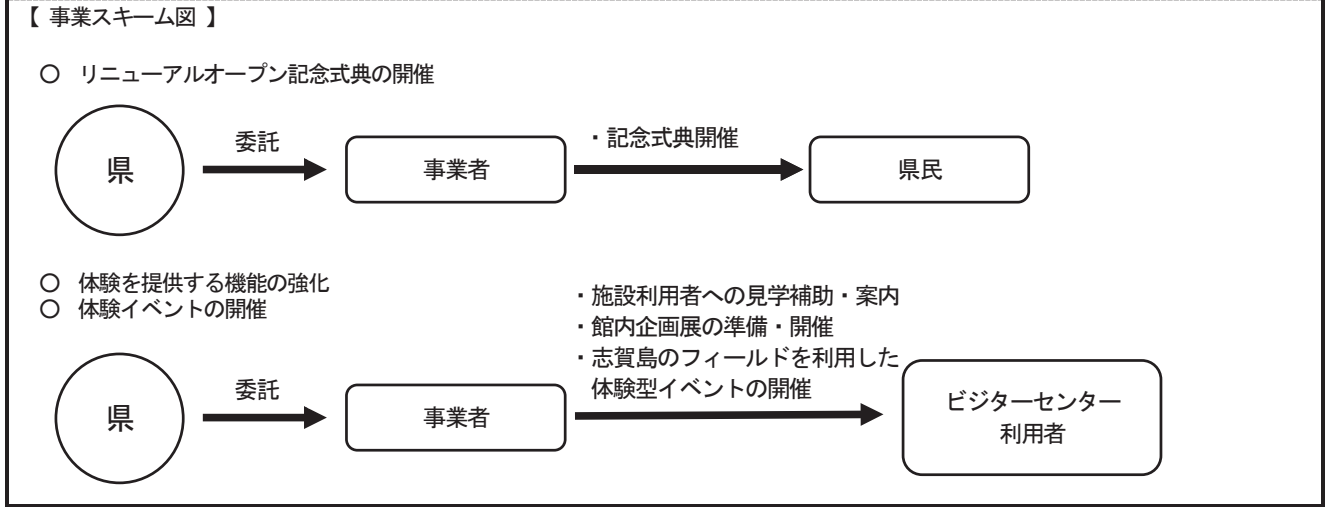 【 事業スキーム図 】
○ リニューアルオープン記念式典の開催
県
委託
事業者
・記念式典開催
県民
○ 体験を提供する機能の強化
○ 体験イベントの開催
県
委託
事業者
・施設利用者への見学補助・案内
・館内企画展の準備・開催
・志賀島のフィールドを利用した
体験型イベントの開催
ビジターセンター
利用者